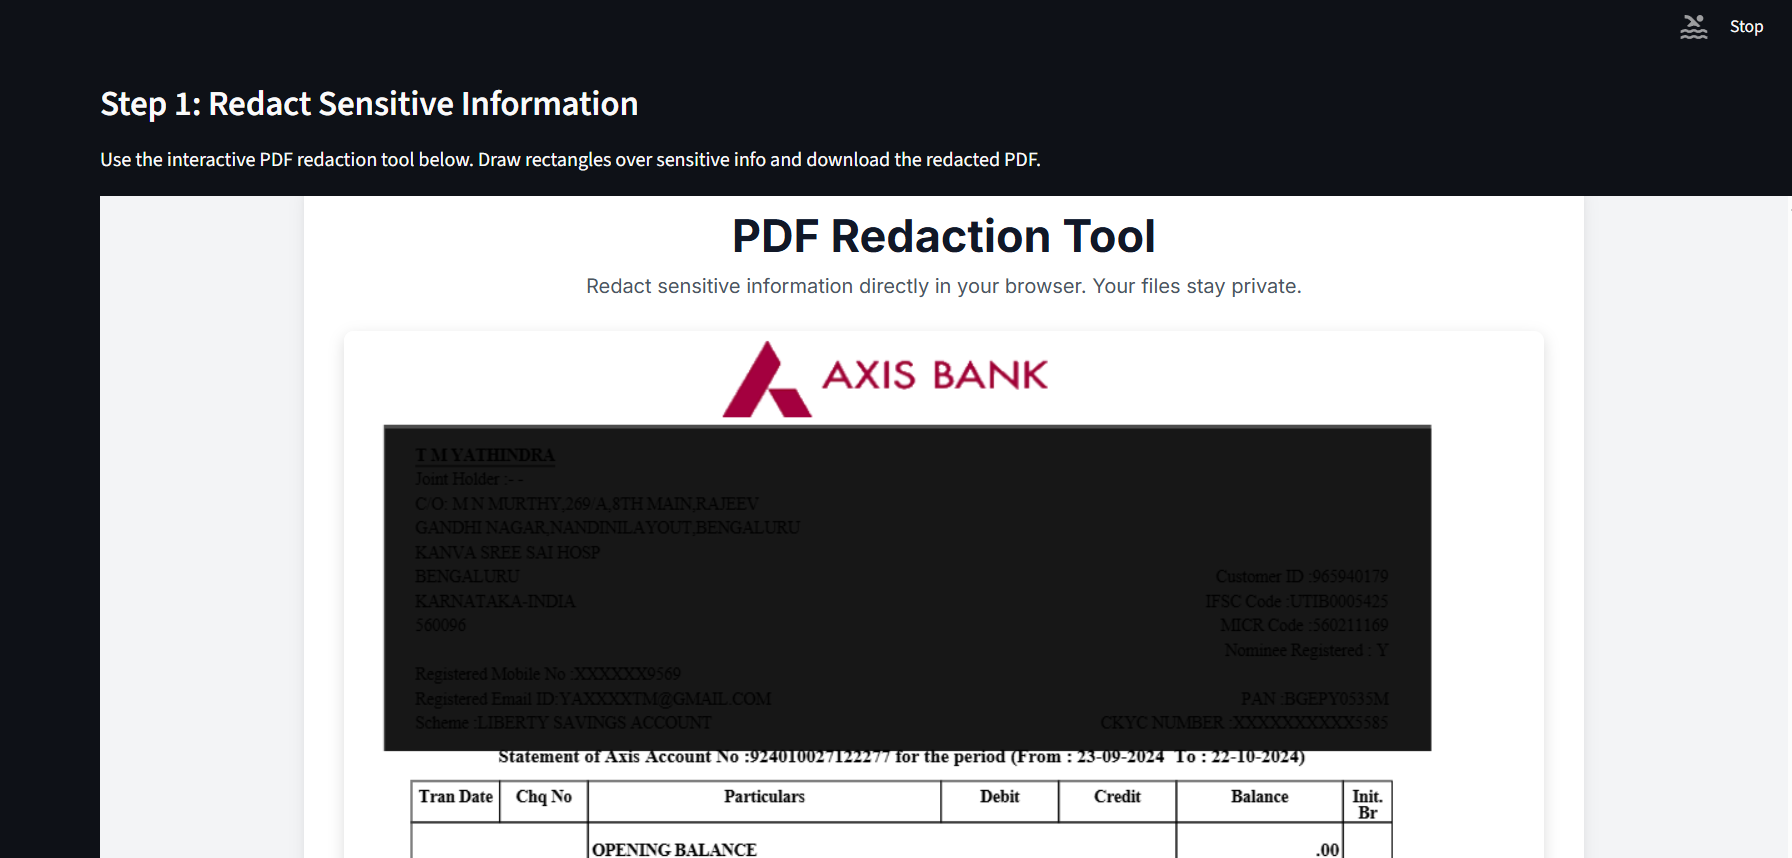 Stop
Step 1: Redact Sensitive Information
Use the interactive PDF redaction tool below. Draw rectangles over sensitive info and download the redacted PDF.
PDF Redaction Tool
Redact sensitive information directly in your browser. Your files stay private.
AXIS BANK
T M YATHINDRA
Joint Holder :- -
C/O: M N MURTHY,269/A,8TH MAIN,RAJEEV
GANDHI NAGAR,NANDINILAYOUT,BENGALURU
KANVA SREE SAI HOSP
BENGALURU Customer ID :965940179
KARNATAKA-INDIA IFSC Code :UTIB0005425
560096 MICR Code :560211169
Nominee Registered : Y
Registered Mobile No :XXXXXX9569
Registered Email ID:YAXXXXTM@GMAIL.COM PAN :BGEPY0535M
Scheme :LIBERTY SAVINGS ACCOUNT CKYC NUMBER :XXXXXXXXXX5585
Statement of Axis Account No :924010027122277 for the period (From : 23-09-2024 To : 22-10-2024)
Tran Date Chq No Particulars Debit Credit Balance Init. Br
OPENING BALANCE .00